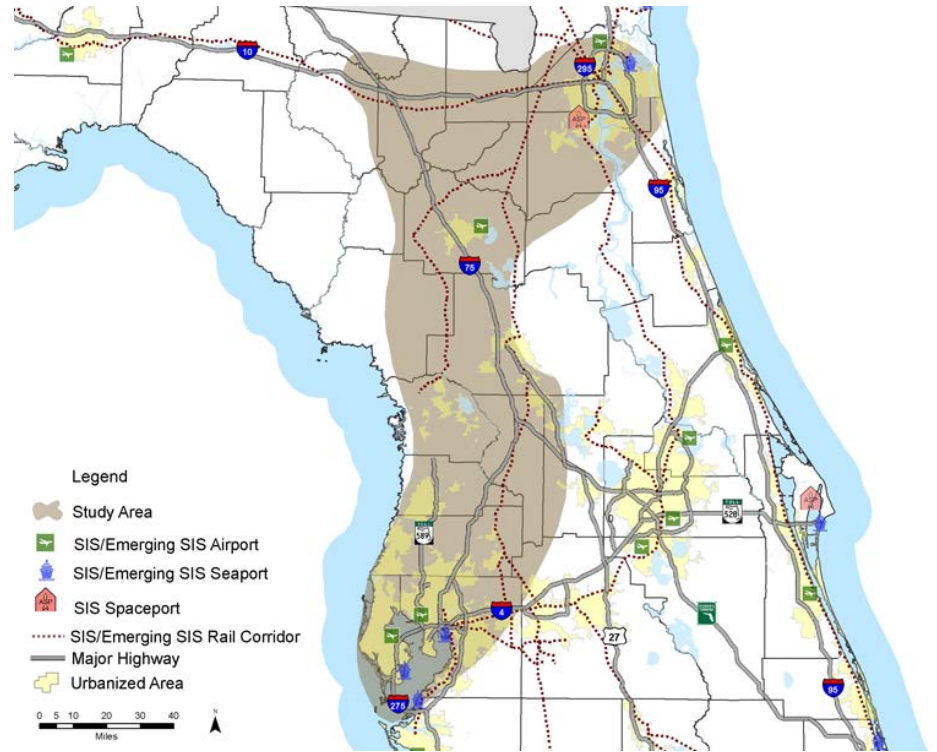 10
295
95
75
TOLL
589
TOLL
528
4
27
275
95
Legend
Study Area
SIS/Emerging SIS Airport
SIS/Emerging SIS Seaport
SIS Spaceport
SIS/Emerging SIS Rail Corridor
Major Highway
Urbanized Area
0 5 10 20 30 40
Miles
N